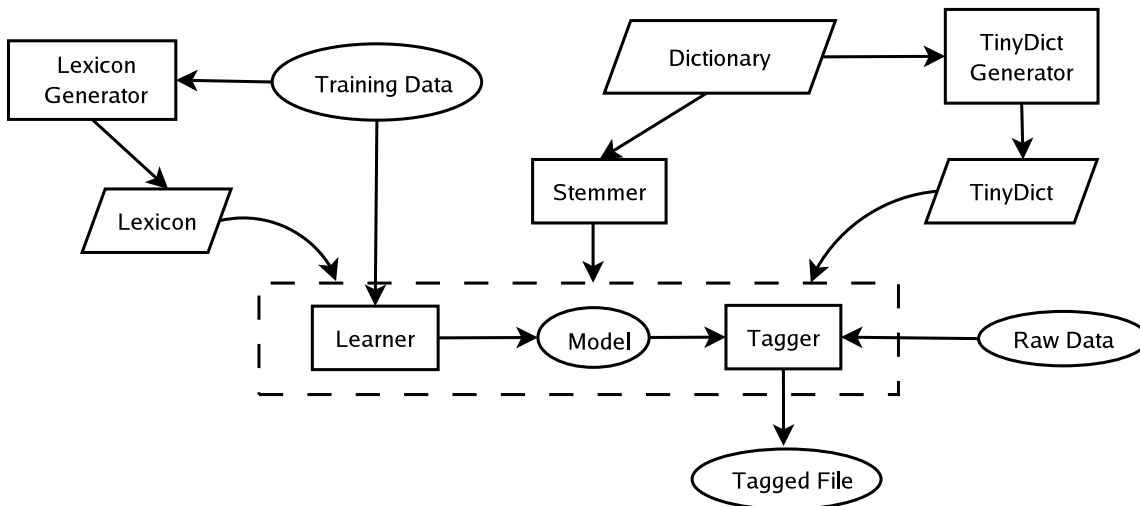 Lexicon
Generator
Training Data
Dictionary
TinyDict
Generator
Lexicon
Stemmer
TinyDict
Learner
Model
Tagger
Raw Data
Tagged File